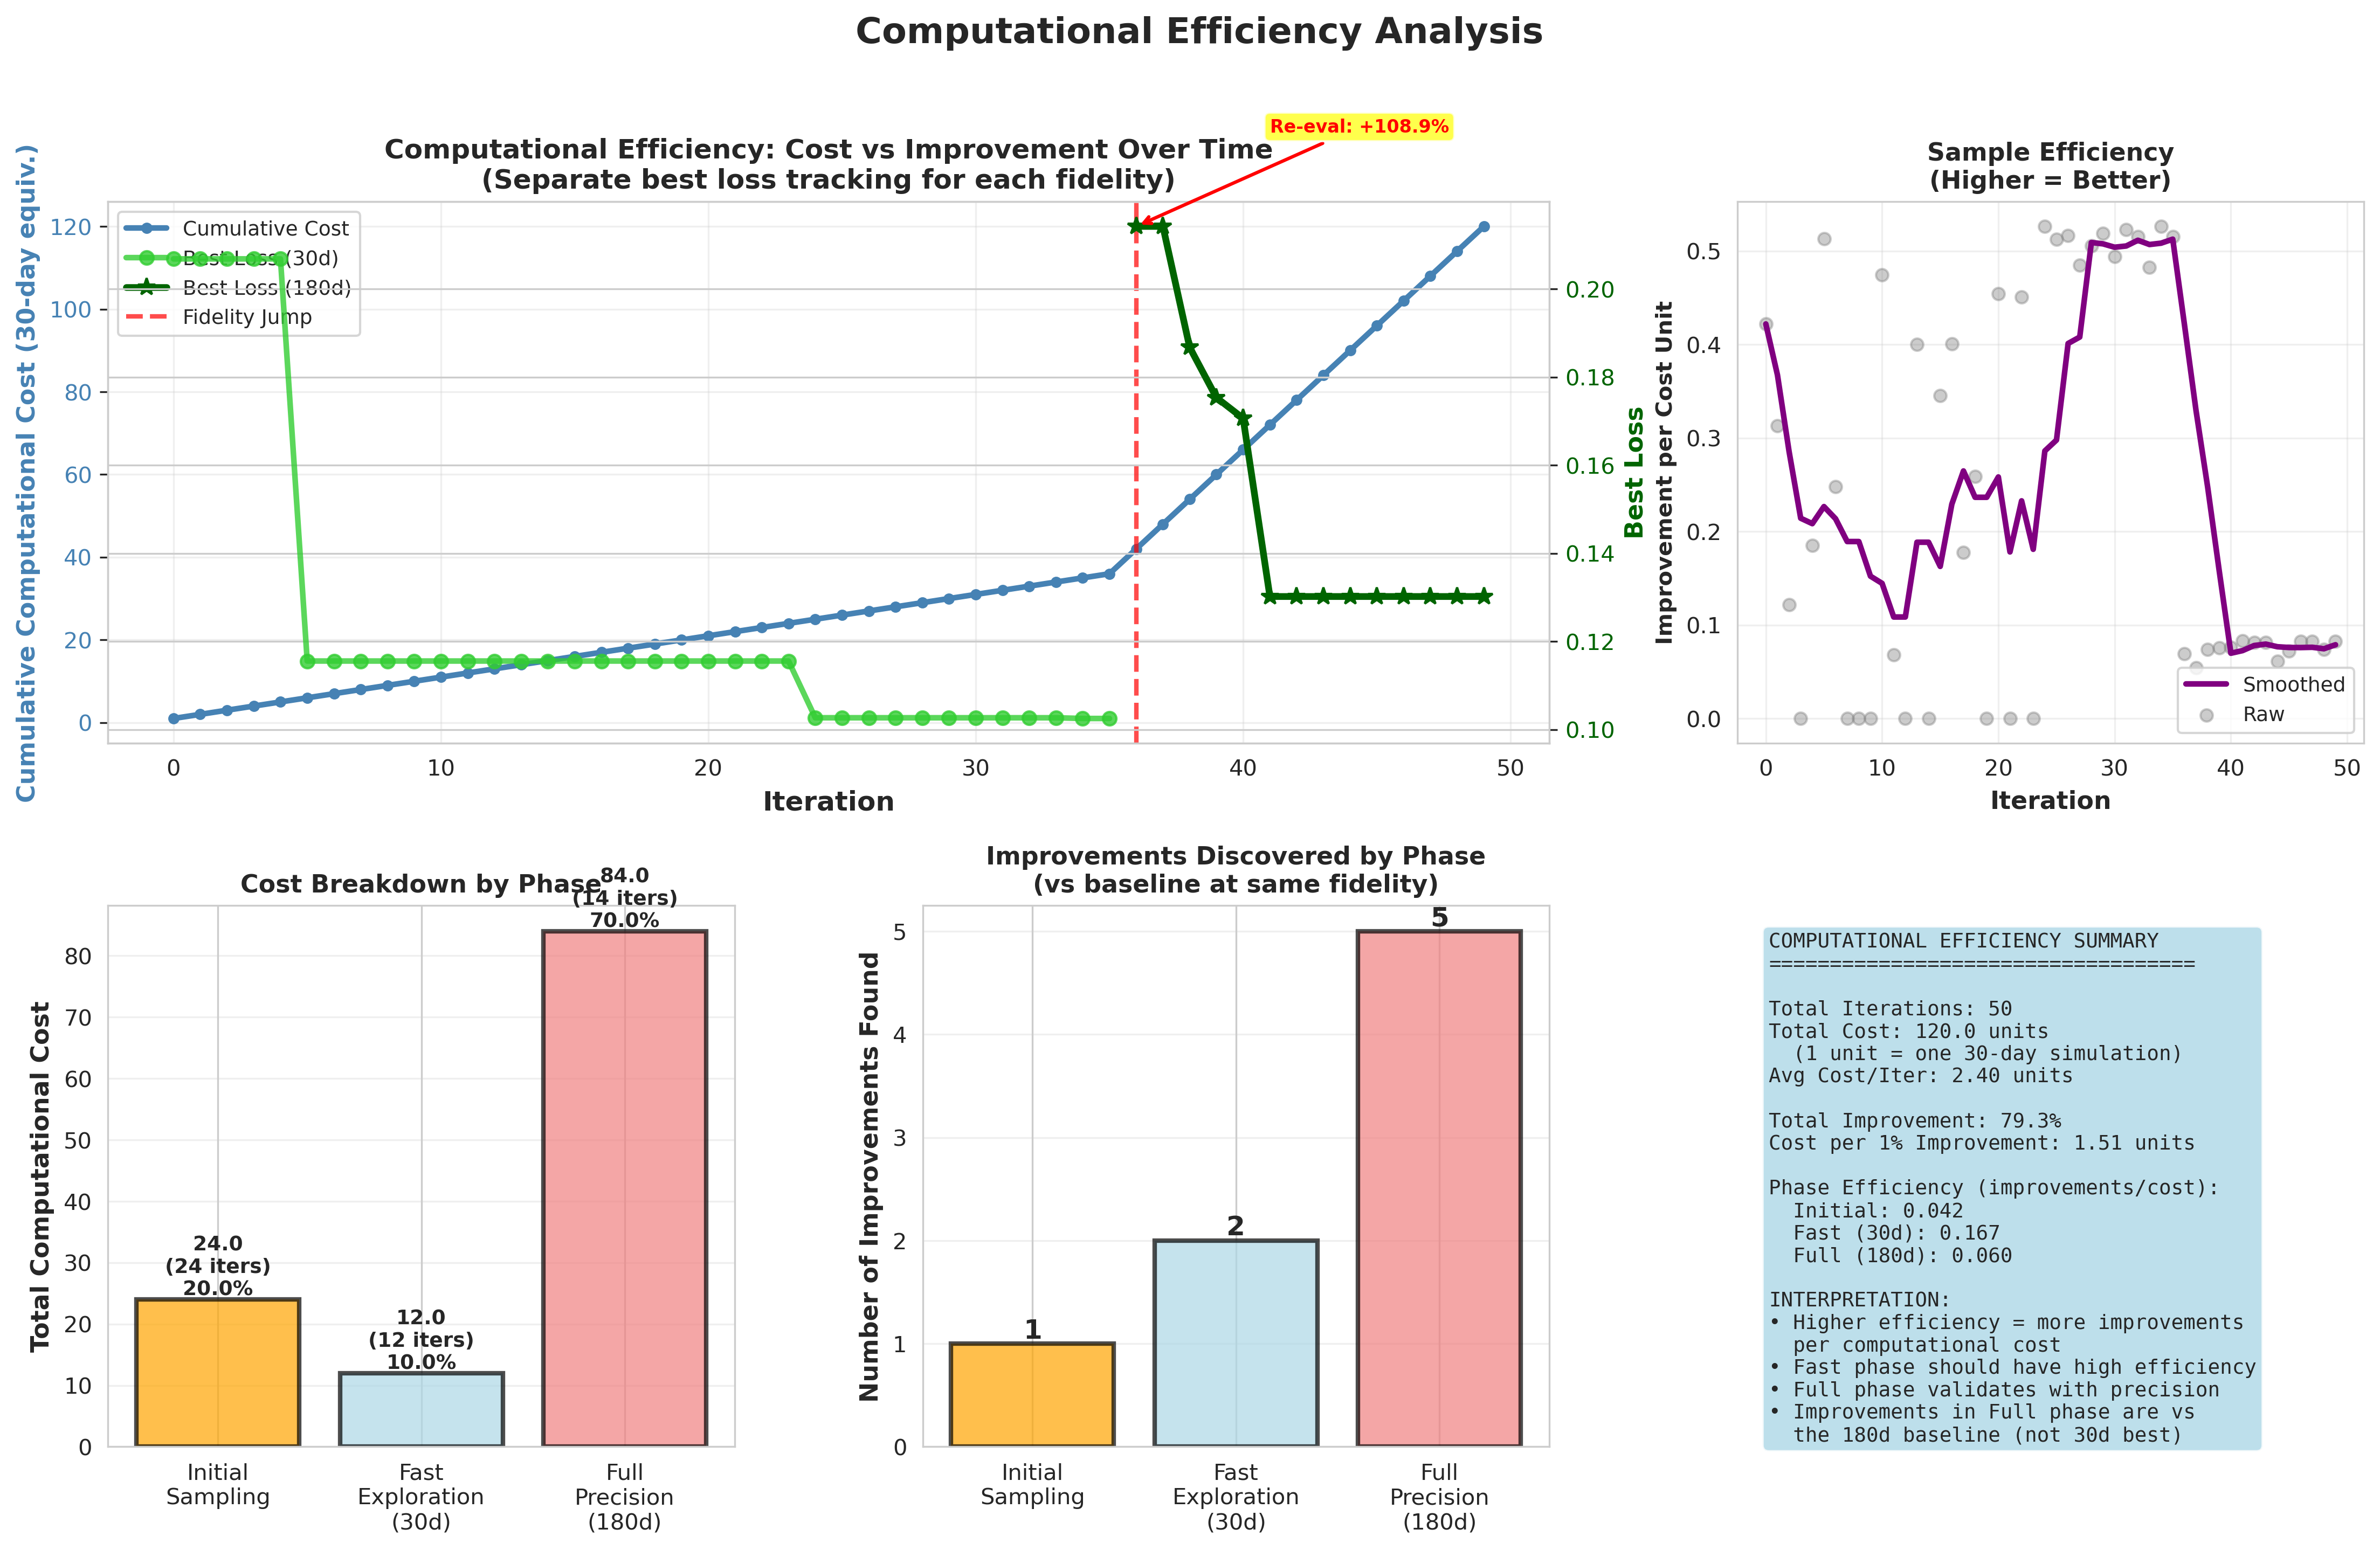 Computational Efficiency Analysis
Re-eval: +108.9%
Computational Efficiency: Cost vs Improvement Over Time
(Separate best loss tracking for each fidelity)
Cumulative Computational Cost (30-day equiv.)
120
100
80
60
40
20
0
Cumulative Cost
Best Loss (30d)
Best Loss (180d)
Fidelity Jump
0.20
0.18
0.16
0.14
0.12
0.10
Best Loss
0
10
20
30
40
50
Iteration
Sample Efficiency
(Higher = Better)
Improvement per Cost Unit
0.5
0.4
0.3
0.2
0.1
0.0
Smoothed
Raw
0
10
20
30
40
50
Iteration
Cost Breakdown by Phase
Total Computational Cost
80
70
60
50
40
30
20
10
0
24.0
(24 iters)
20.0%
12.0
(12 iters)
10.0%
84.0
(14 iters)
70.0%
Initial
Sampling
Fast
Exploration
(30d)
Full
Precision
(180d)
Improvements Discovered by Phase
(vs baseline at same fidelity)
Number of Improvements Found
5
4
3
2
1
0
1
2
5
Initial
Sampling
Fast
Exploration
(30d)
Full
Precision
(180d)
COMPUTATIONAL EFFICIENCY SUMMARY
===================================
Total Iterations: 50
Total Cost: 120.0 units
(1 unit = one 30-day simulation)
Avg Cost/Iter: 2.40 units
Total Improvement: 79.3%
Cost per 1% Improvement: 1.51 units
Phase Efficiency (improvements/cost):
Initial: 0.042
Fast (30d): 0.167
Full (180d): 0.060
INTERPRETATION:
• Higher efficiency = more improvements
per computational cost
• Fast phase should have high efficiency
• Full phase validates with precision
• Improvements in Full phase are vs
the 180d baseline (not 30d best)